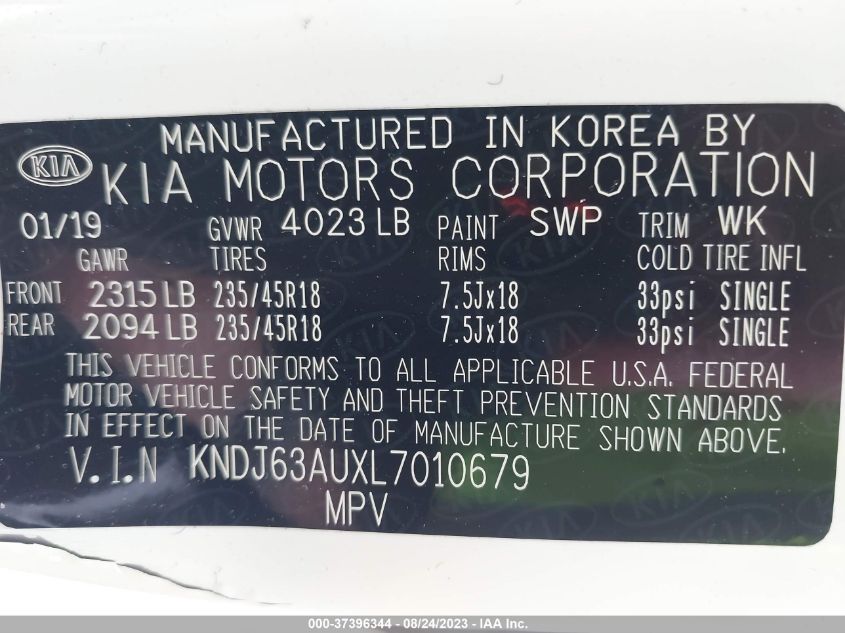 MANUFACTURED IN KOREA BY
KIA KIA MOTORS CORPORATION
01/19 GVWR 4023 LB PAINT SWP TRIM WK
GAWR TIRES RIMS COLD TIRE INFL
FRONT 2315 LB 235/45R18 7.5Jx18 33psi SINGLE
REAR 2094 LB 235/45R18 7.5Jx18 33psi SINGLE
THIS VEHICLE CONFORMS TO ALL APPLICABLE U.S.A. FEDERAL
MOTOR VEHICLE SAFETY AND THEFT PREVENTION STANDARDS
IN EFFECT ON THE DATE OF MANUFACTURE SHOWN ABOVE.
V.I.N KNDJ63AUXL7010679
MPV
000-37396344 - 08/24/2023 - IAA Inc.